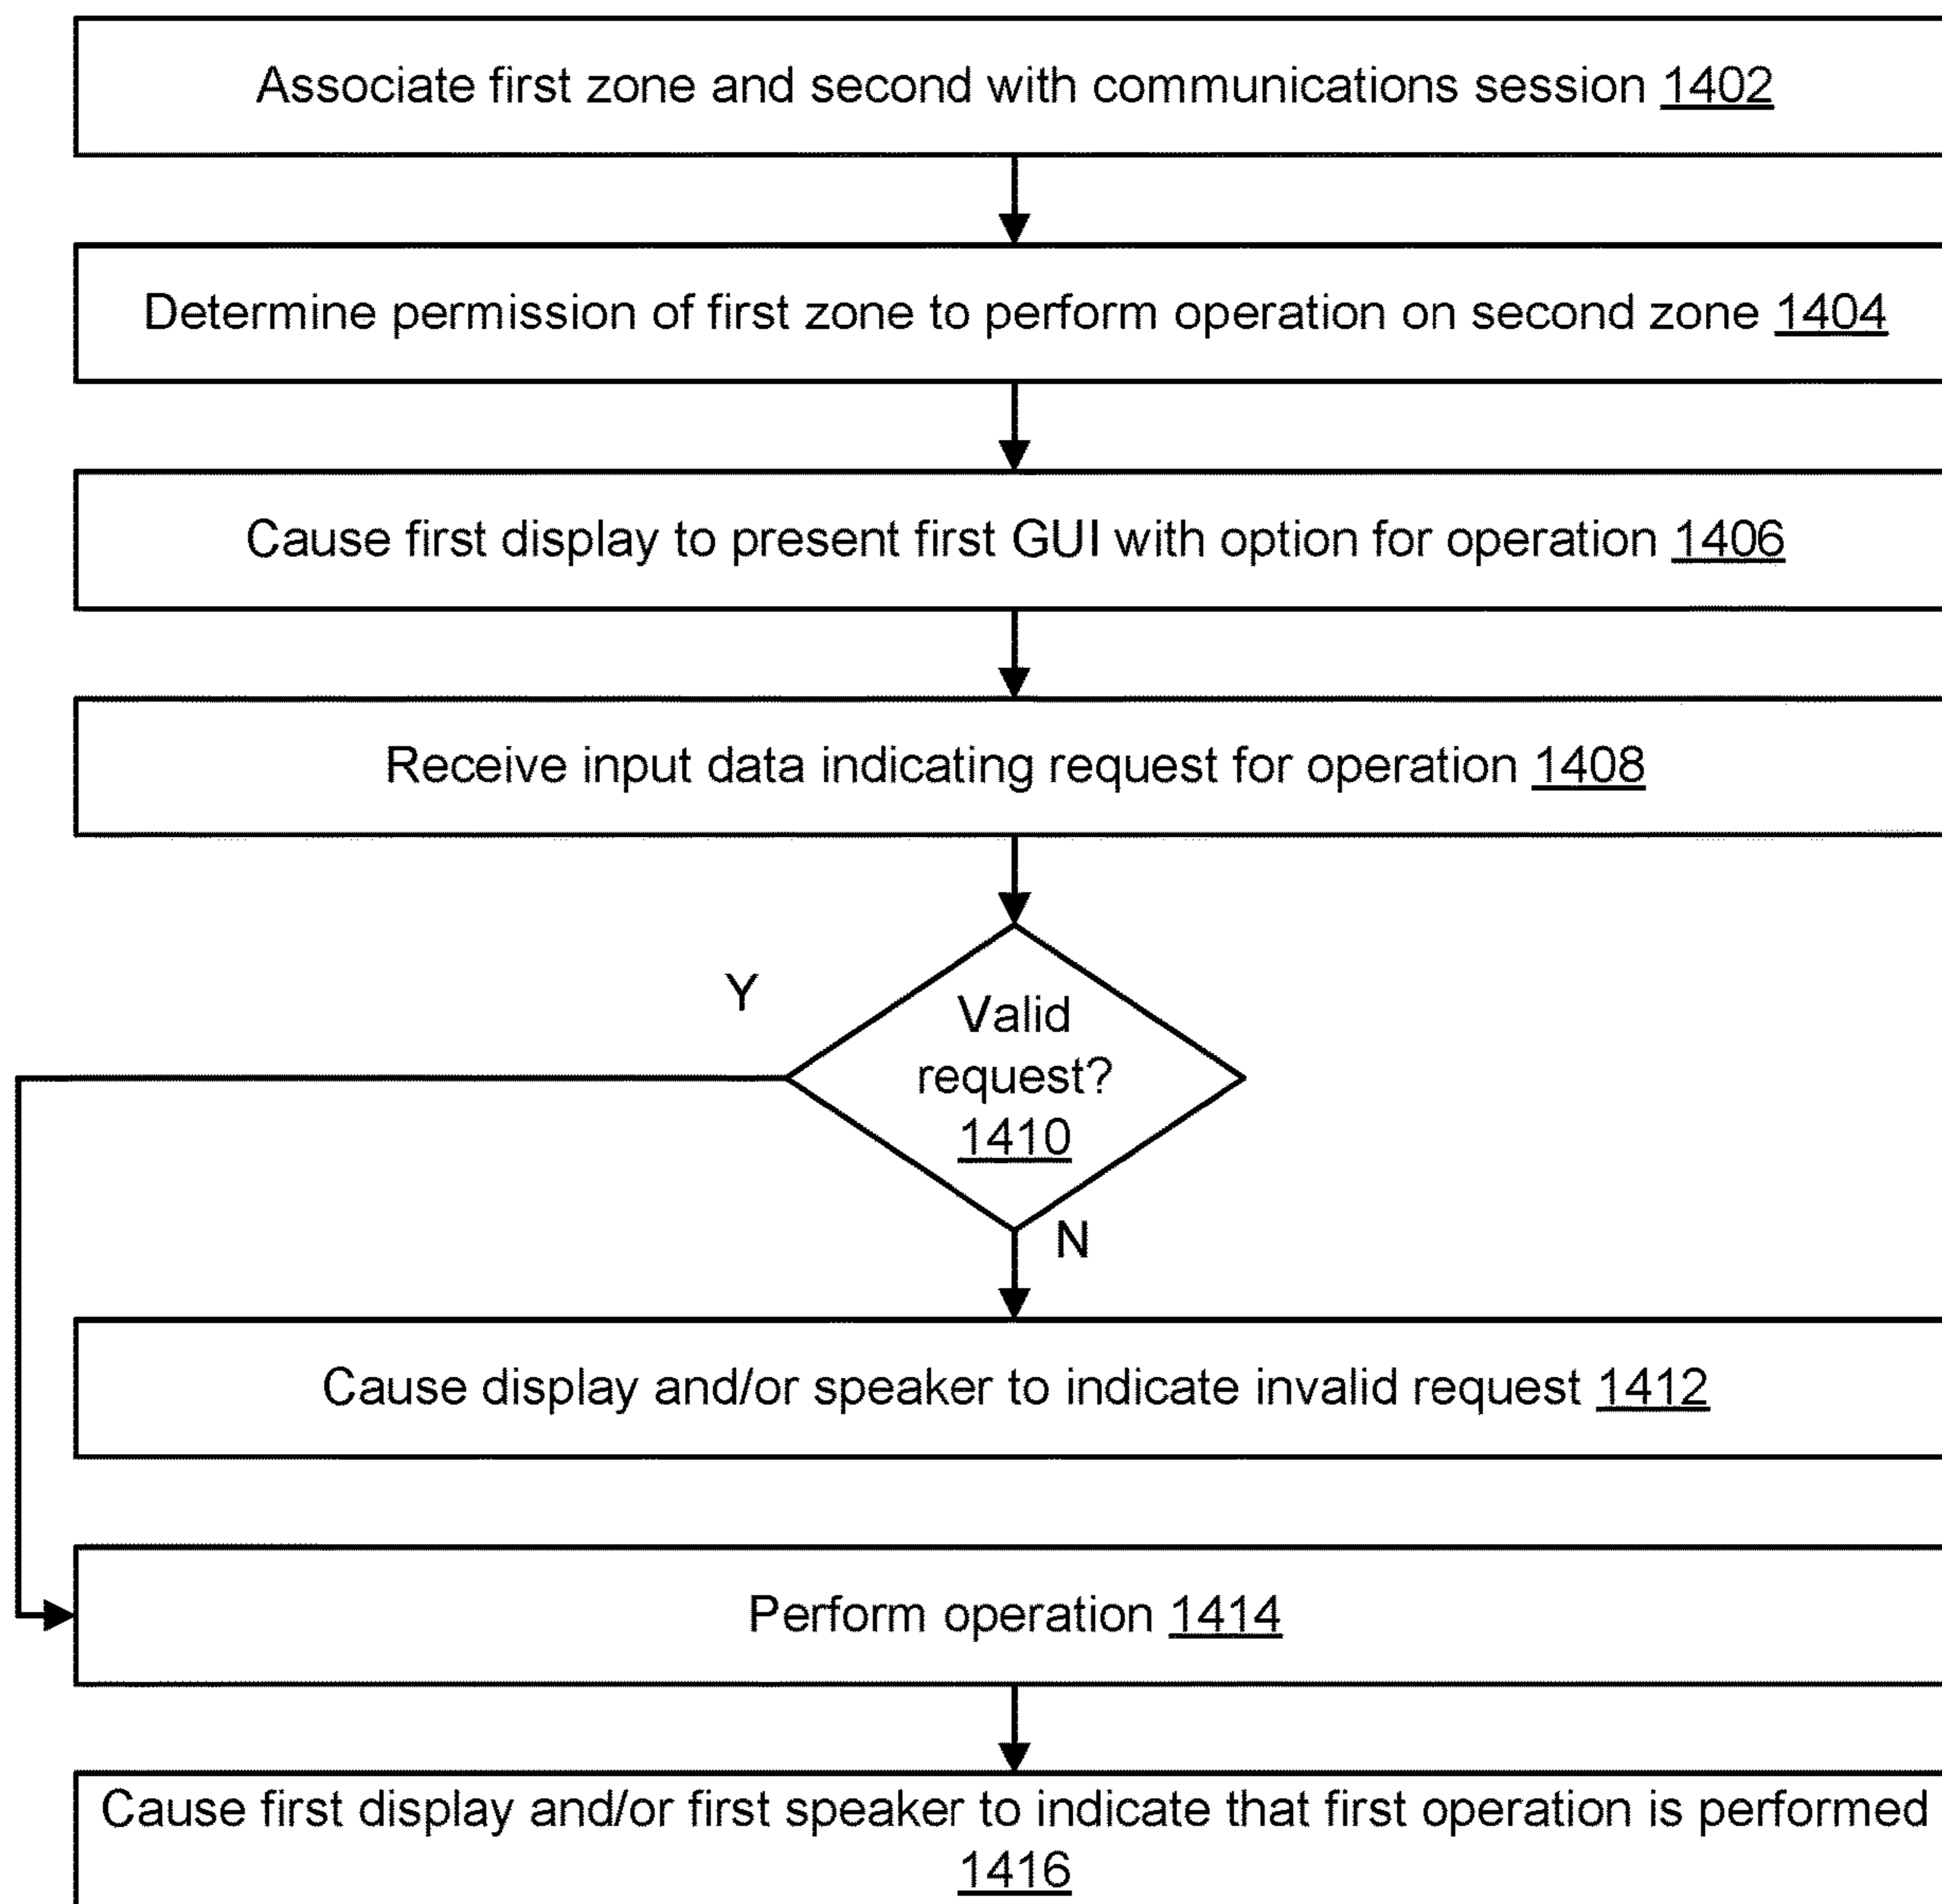 Associate first zone and second with communications session 1402
Determine permission of first zone to perform operation on second zone 1404
Cause first display to present first GUI with option for operation 1406
Receive input data indicating request for operation 1408
Y
Valid
request?
1410
N
Cause display and/or speaker to indicate invalid request 1412
Perform operation 1414
Cause first display and/or first speaker to indicate that first operation is performed
1416